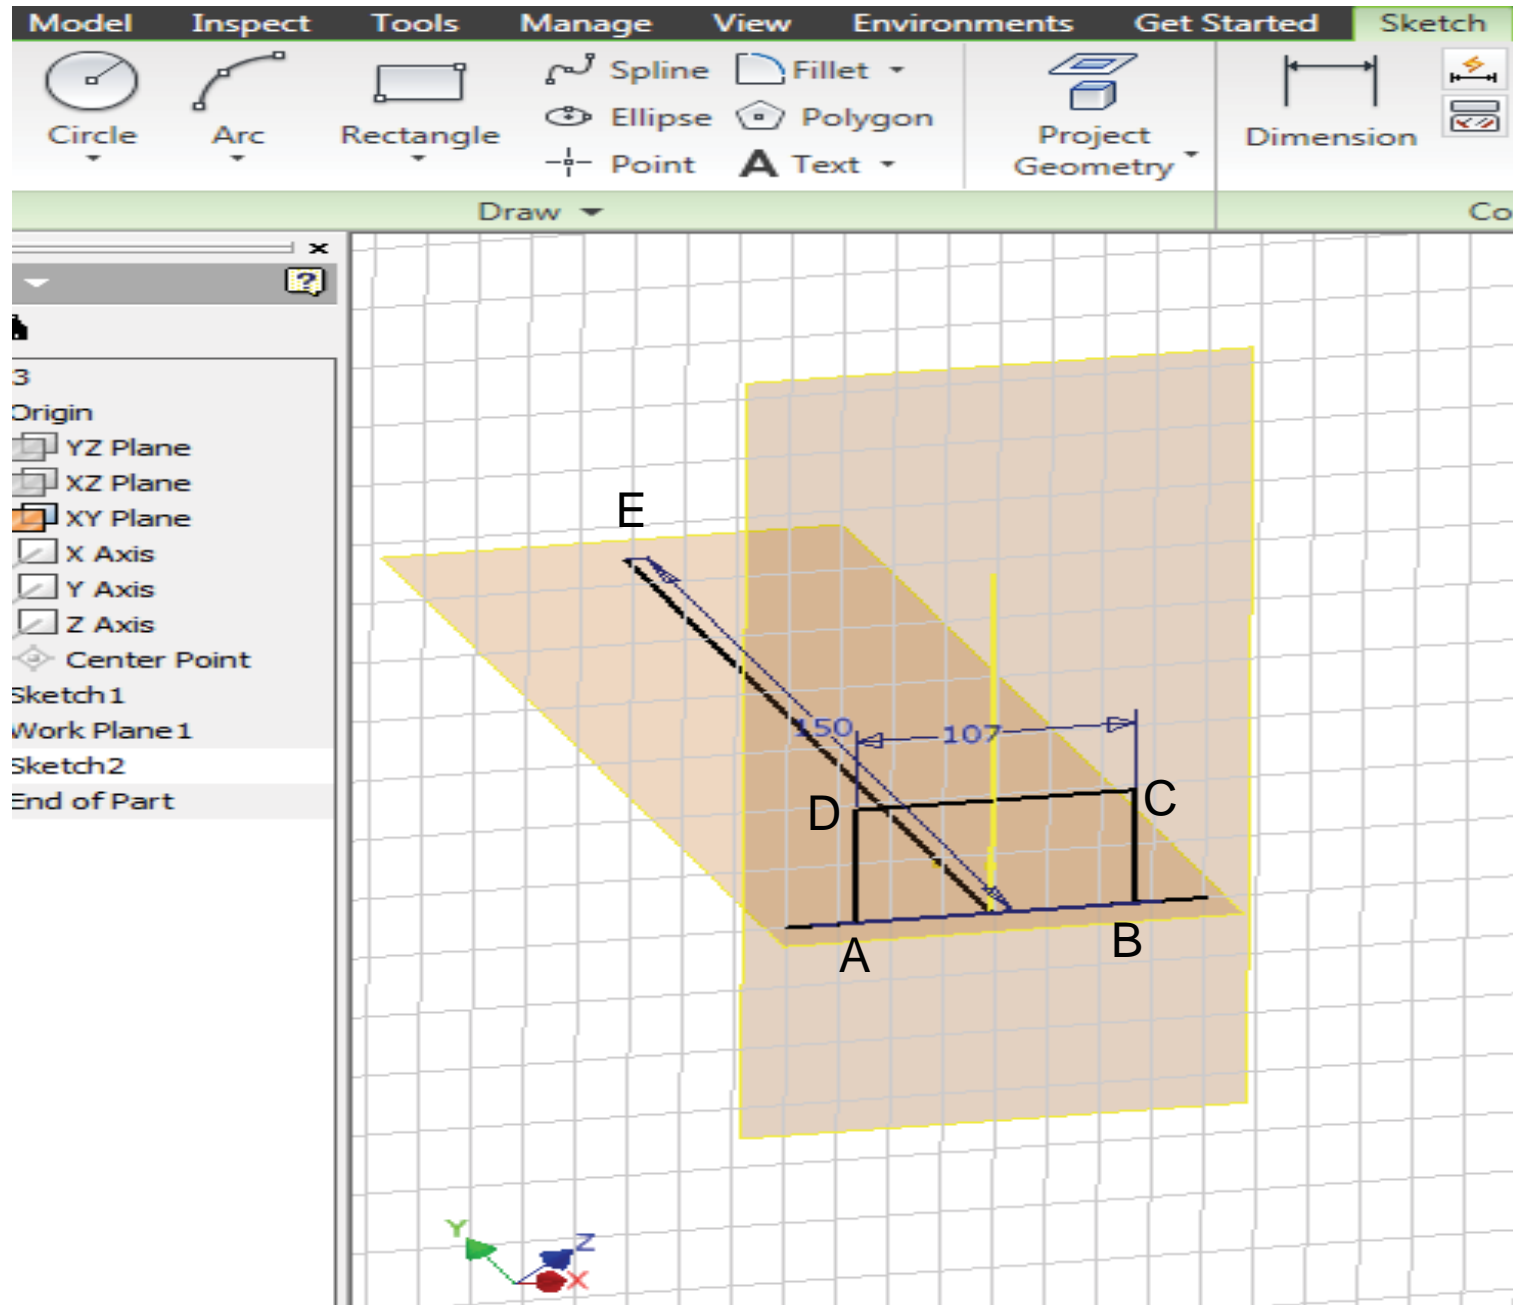 Model Inspect Tools Manage View Environments Get Started Sketch
Circle Arc Rectangle
Spline Fillet
Ellipse Polygon
Point A Text
Project Geometry
Dimension
Draw Co
3
Origin
YZ Plane
XZ Plane
XY Plane
X Axis
Y Axis
Z Axis
Center Point
Sketch1
Work Plane1
Sketch2
End of Part
E
150
107
D
C
A
B
Y
Z
X